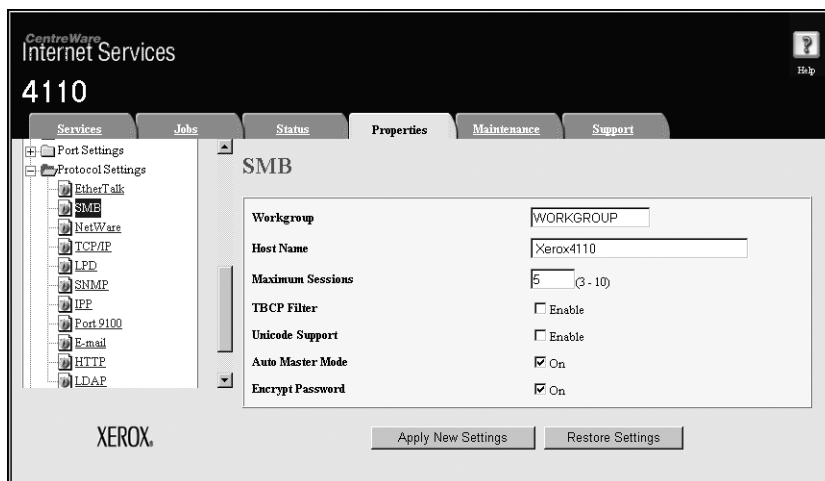 CentreWare
Internet Services
4110
Help
Services
Jobs
Status
Properties
Maintenance
Support
Port Settings
Protocol Settings
EtherTalk
SMB
NetWare
TCP/IP
LPD
SNMP
IPP
Port 9100
E-mail
HTTP
LDAP
XEROX.
SMB
Workgroup WORKGROUP
Host Name Xerox4110
Maximum Sessions 5 (3 - 10)
TBCP Filter Enable
Unicode Support Enable
Auto Master Mode On
Encrypt Password On
Apply New Settings Restore Settings